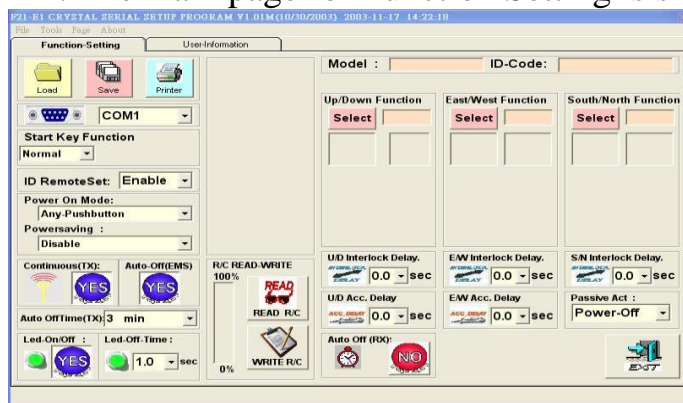 F21-E1 CRYSTAL SERIAL SETUP PROGRAM V1.01M(10/30/2003) 2003-11-17 14:22:18
File Tools Page About
Function-Setting User-Information
Load Save Printer
COM1
Start Key Function
Normal
ID RemoteSet: Enable
Power On Mode:
Any-Pushbutton
Powersaving :
Disable
Continuous(TX): Auto-Off(EMS)
YES YES
Auto OffTime(TX): 3 min
Led-On/Off : Led-Off-Time :
YES 1.0 sec
R/C READ-WRITE
100%
READ
READ R/C
WRITE R/C
0%
Model : ID-Code:
Up/Down Function East/West Function South/North Function
Select Select Select
U/D Interlock Delay. E/W Interlock Delay. S/N Interlock Delay.
0.0 sec 0.0 sec 0.0 sec
U/D Acc. Delay E/W Acc. Delay Passive Act :
ACC. DELAY 0.0 sec ACC. DELAY 0.0 sec Power-Off
Auto Off (RX):
NO
EXIT